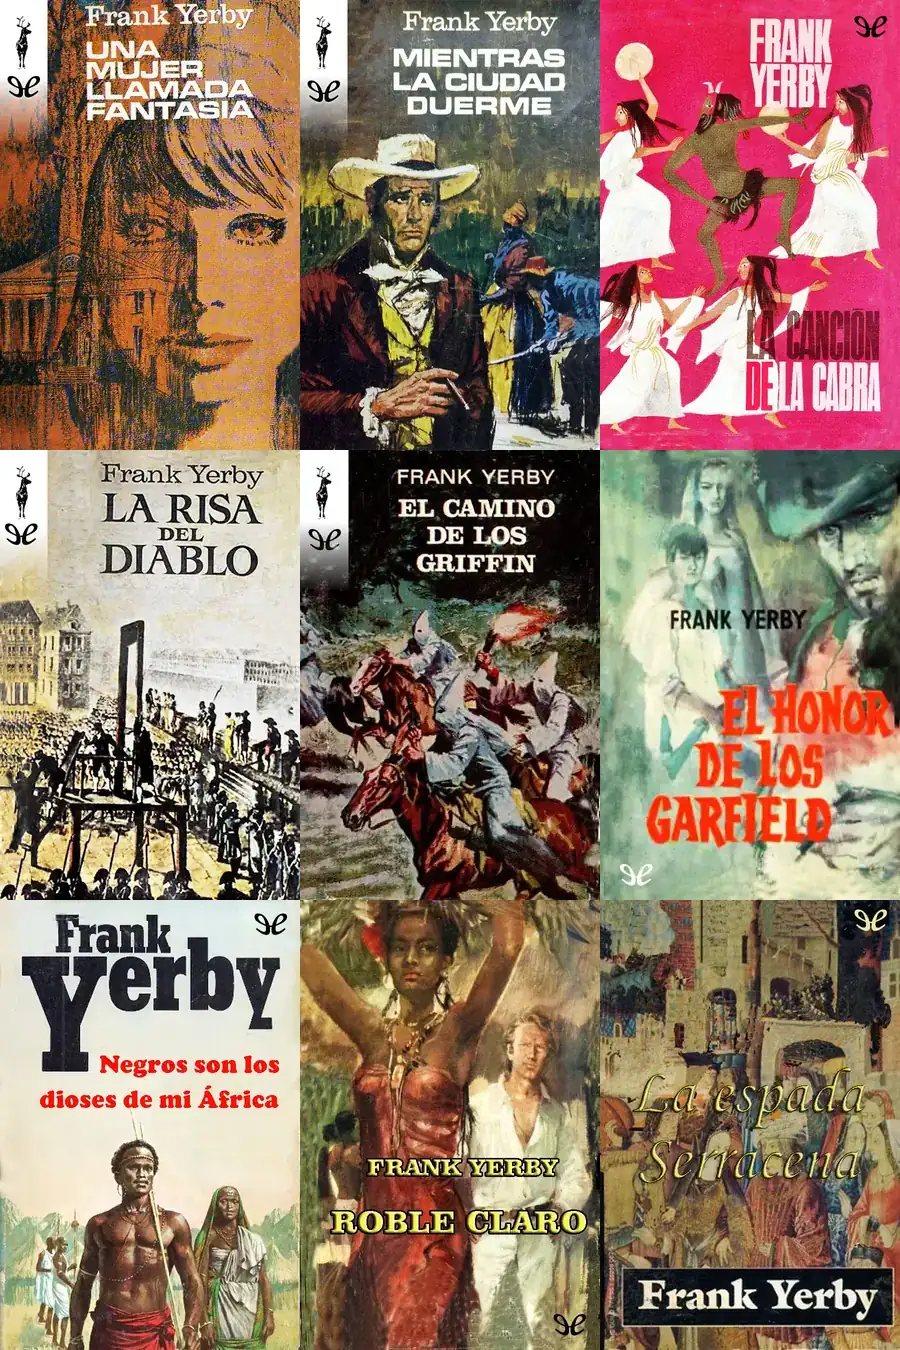 Frank Yerby
UNA
MUJER
LLAMADA
FANTASIA
Frank Yerby
MIENTRAS
LA CIUDAD
DUERME
FRANK
YERBY
LA CANCIÓN
DE LA CABRA
Frank Yerby
LA RISA
DEL
DIABLO
FRANK YERBY
EL CAMINO
DE LOS
GRIFFIN
FRANK YERBY
EL HONOR
DE LOS
GARFIELD
Frank
Yerby
Negros son los
dioses de mi África
FRANK YERBY
ROBLE CLARO
La espada
Serracena
Frank Yerby